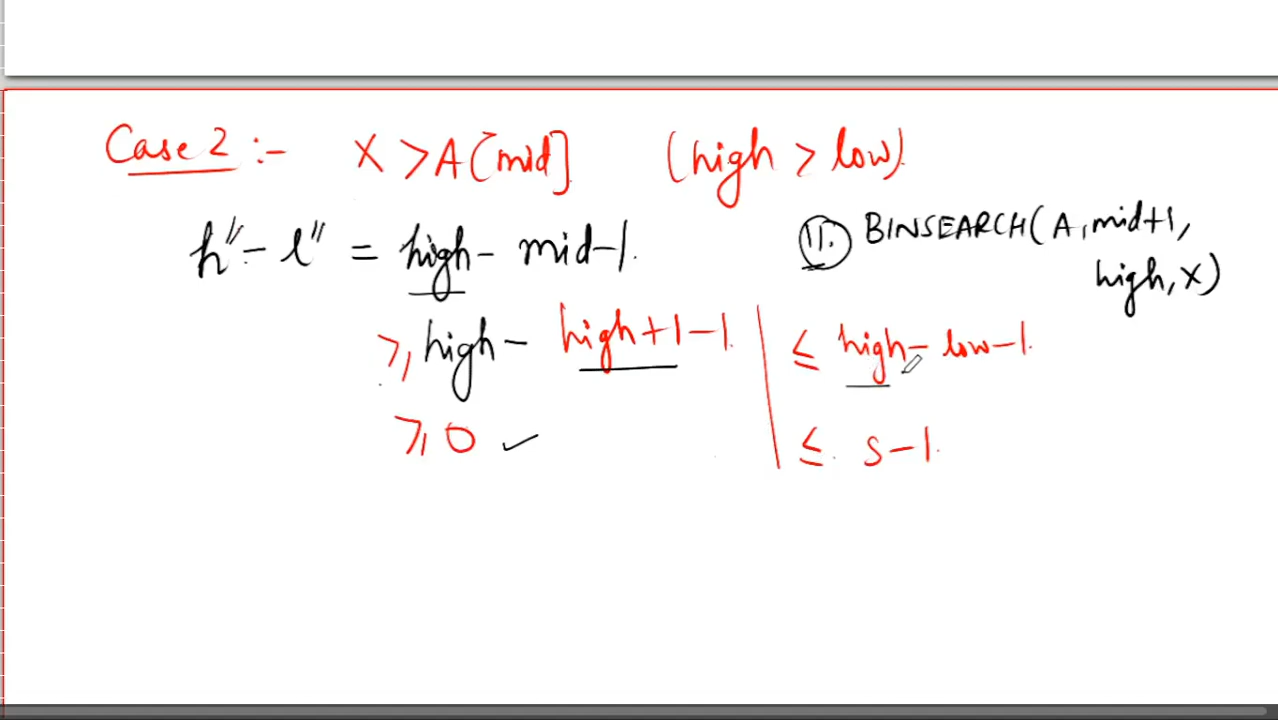 Case 2 :- X > A[mid] (high > low)
h" - l" = high - mid - 1.
(11.) BINSEARCH(A, mid+1,
high, X)
≥ high - high + 1 - 1.
≥ 0 ✓
≤ high - low - 1.
≤ s - 1.